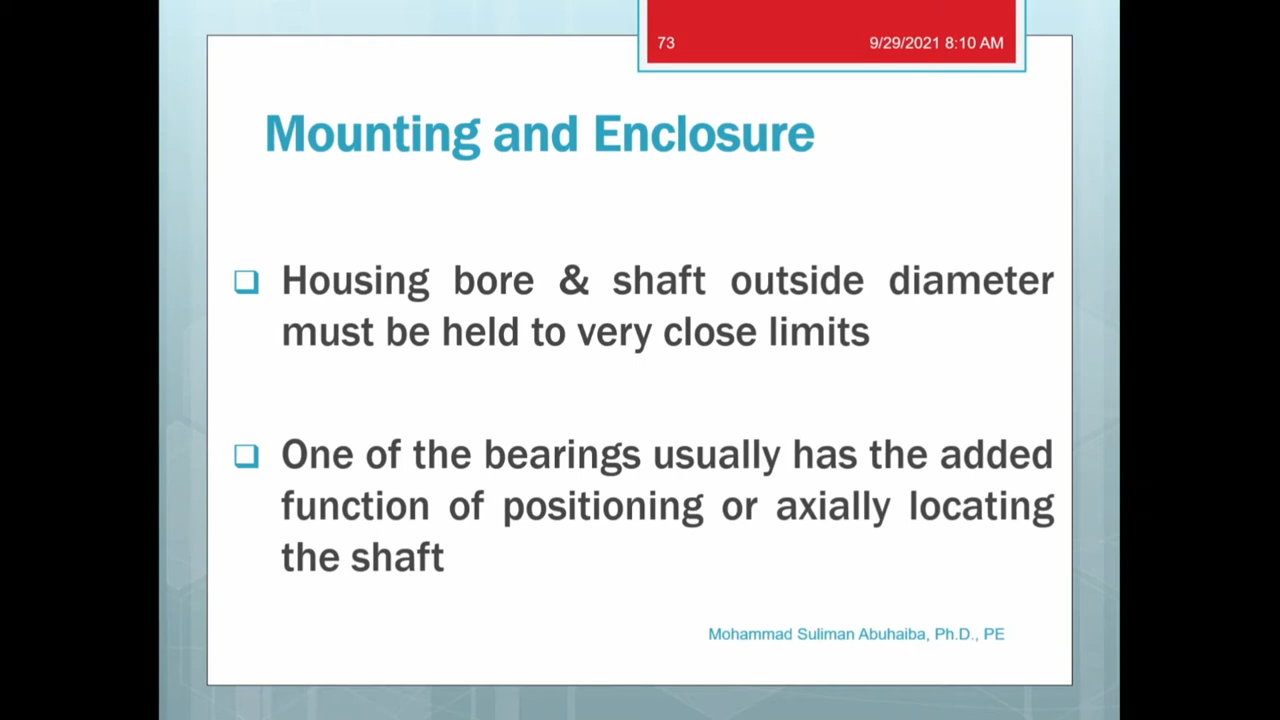 73
9/29/2021 8:10 AM
Mounting and Enclosure
Housing bore & shaft outside diameter
must be held to very close limits
One of the bearings usually has the added
function of positioning or axially locating
the shaft
Mohammad Suliman Abuhaiba, Ph.D., PE